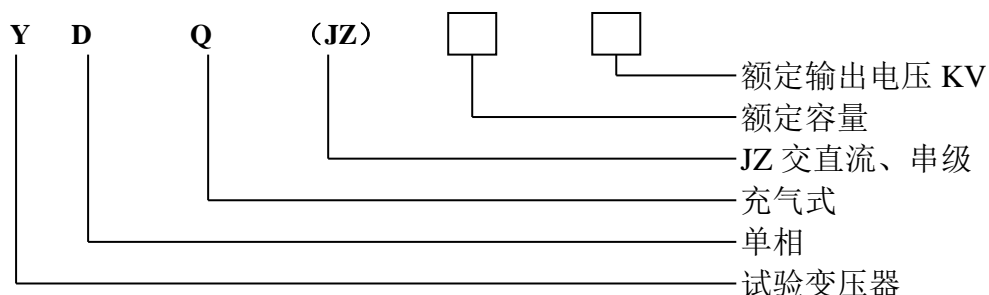 Y D Q （JZ）
额定输出电压 KV
额定容量
JZ 交直流、串级
充气式
单相
试验变压器